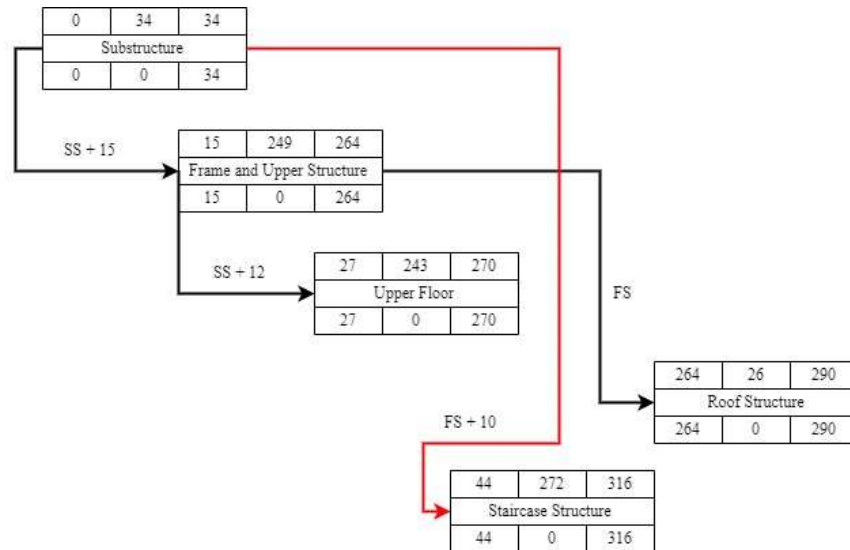 0 34 34
Substructure
0 0 34
SS + 15
15 249 264
Frame and Upper Structure
15 0 264
SS + 12
27 243 270
Upper Floor
27 0 270
FS
264 26 290
Roof Structure
264 0 290
FS + 10
44 272 316
Staircase Structure
44 0 316